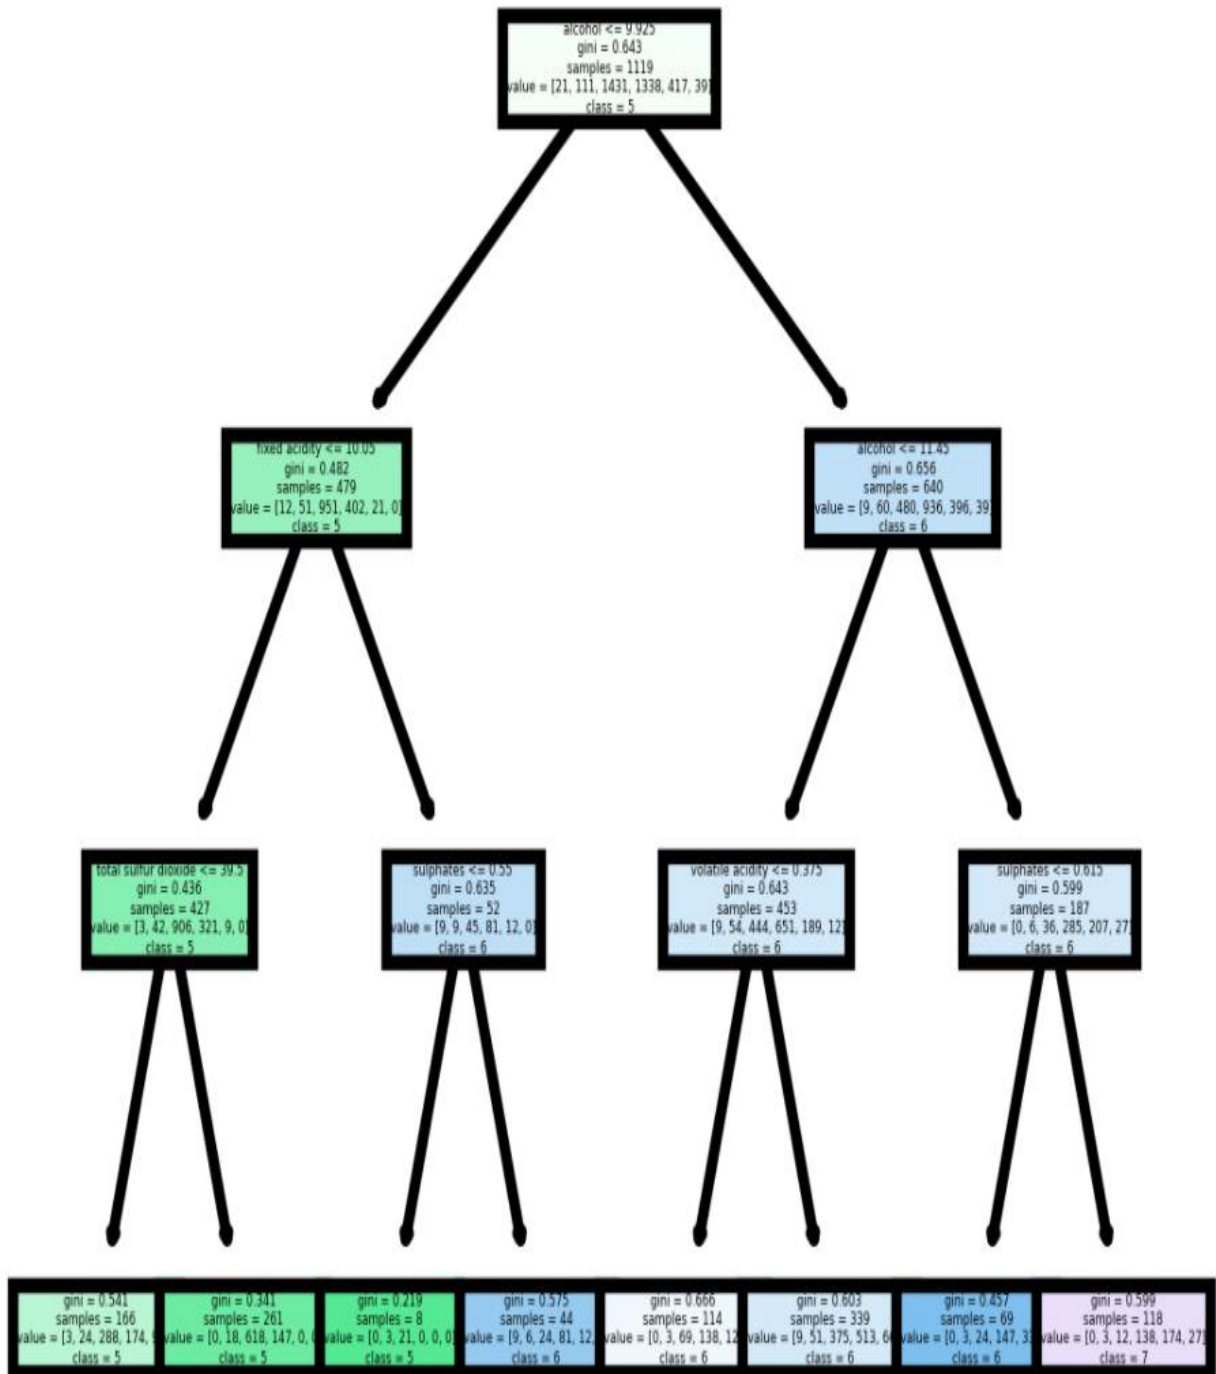 alcohol <= 9.925
gini = 0.643
samples = 1119
value = [21, 111, 1431, 1338, 417, 39]
class = 5
fixed acidity <= 10.05
gini = 0.482
samples = 479
value = [12, 51, 951, 402, 21, 0]
class = 5
alcohol <= 11.45
gini = 0.656
samples = 640
value = [9, 60, 480, 936, 396, 39]
class = 6
total sulfur dioxide <= 39.5
gini = 0.436
samples = 427
value = [3, 42, 906, 321, 9, 0]
class = 5
sulphates <= 0.55
gini = 0.635
samples = 52
value = [9, 9, 45, 81, 12, 0]
class = 6
volatile acidity <= 0.375
gini = 0.643
samples = 453
value = [9, 54, 444, 651, 189, 12]
class = 6
sulphates <= 0.615
gini = 0.599
samples = 187
value = [0, 6, 36, 285, 207, 27]
class = 6
gini = 0.541
samples = 166
value = [3, 24, 288, 174,
class = 5
gini = 0.341
samples = 261
value = [0, 18, 618, 147, 0,
class = 5
gini = 0.219
samples = 8
value = [0, 3, 21, 0, 0, 0]
class = 5
gini = 0.575
samples = 44
value = [9, 6, 24, 81, 12,
class = 6
gini = 0.666
samples = 114
value = [0, 3, 69, 138,
class = 6
gini = 0.603
samples = 339
value = [9, 51, 375, 513,
class = 6
gini = 0.457
samples = 69
value = [0, 3, 24, 147,
class = 6
gini = 0.599
samples = 118
value = [0, 3, 12, 138, 174, 27]
class = 7